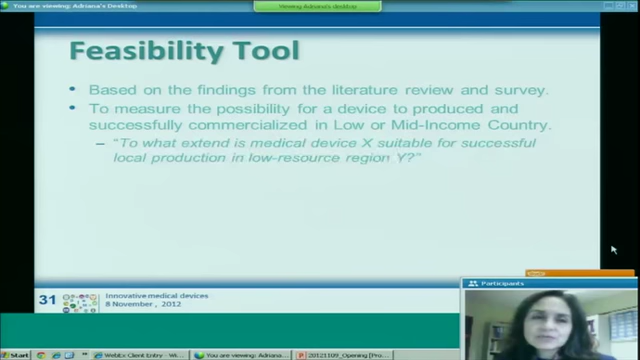 You are viewing: Adriana's Desktop
Viewing Adriana's desktop
Feasibility Tool
• Based on the findings from the literature review and survey.
• To measure the possibility for a device to produced and
successfully commercialized in Low or Mid-Income Country.
– "To what extend is medical device X suitable for successful
local production in low-resource region Y?"
31
Innovative medical devices
8 November , 2012
Participants
Start
WebEx Client Entry - Wi...
You are viewing: Adriana...
20121109_Opening [Pro...